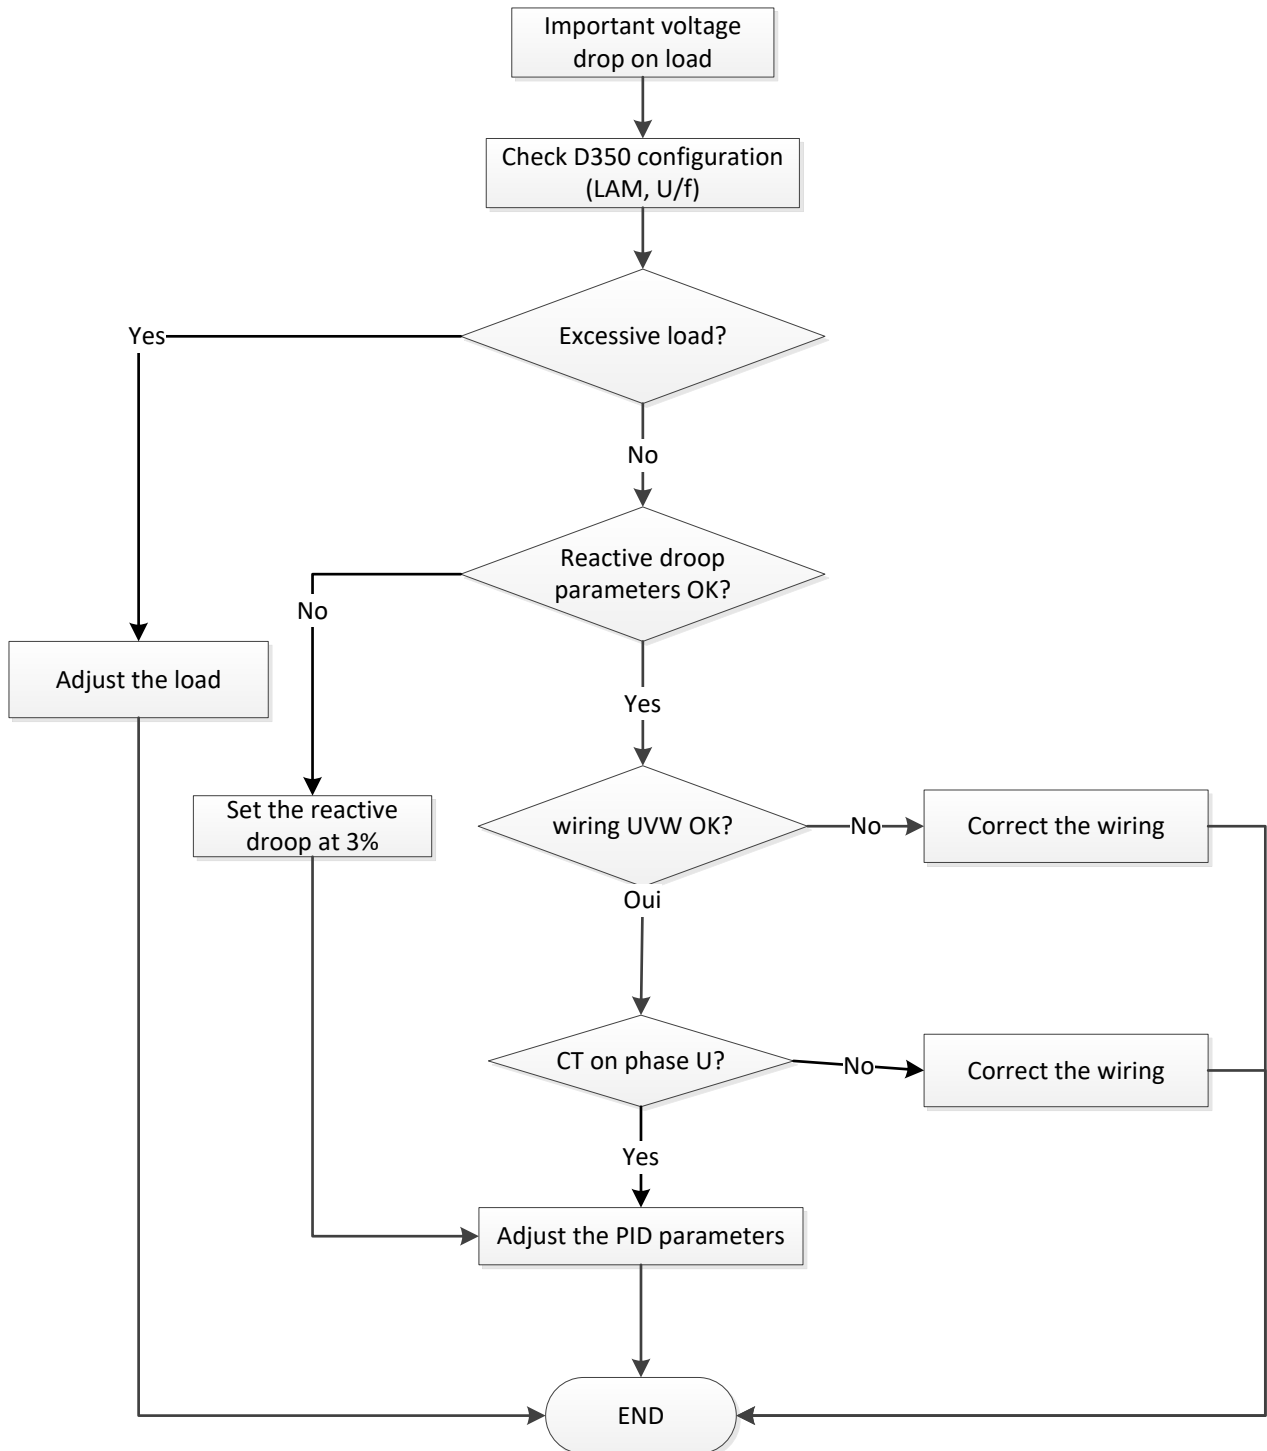 Important voltage
drop on load
Check D350 configuration
(LAM, U/f)
Excessive load?
Yes
No
Reactive droop
parameters OK?
No
Adjust the load
Yes
Set the reactive
droop at 3%
wiring UVW OK?
No
Correct the wiring
Oui
CT on phase U?
No
Correct the wiring
Yes
Adjust the PID parameters
END